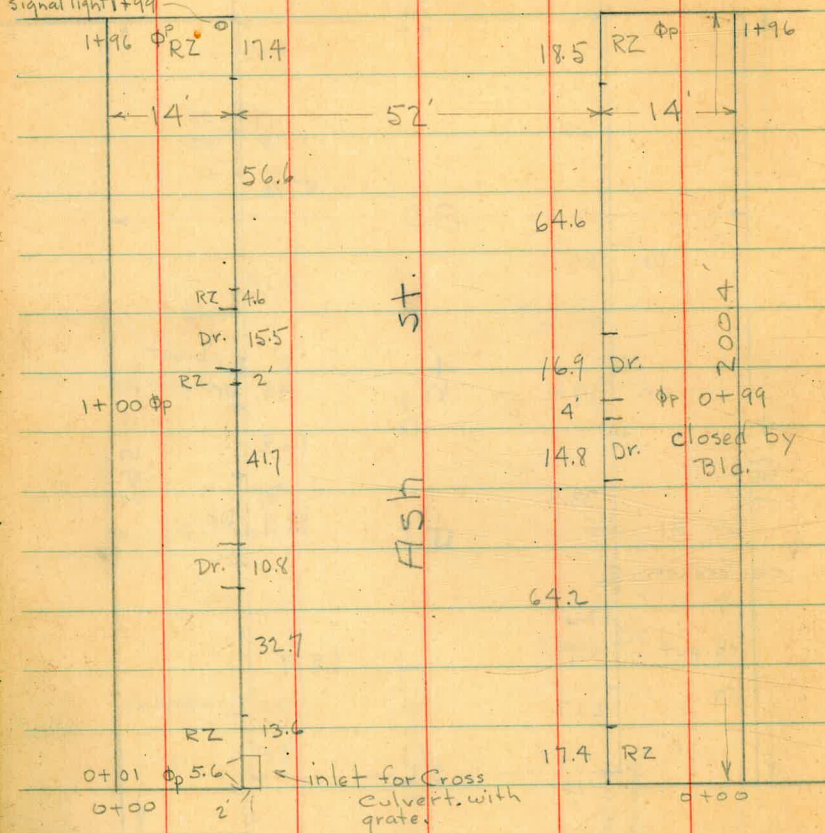 signal light 1+99
1+96 ϕP RZ 17.4
18.5 RZ ϕP 1+96
14' 52' 14'
56.6
64.6
RZ 4.6
Dr. 15.5
RZ 2'
1+00 ϕP
41.7
Dr. 10.8
32.7
RZ 13.6
0+01 ϕP 5.6
0+00
2'
inlet for Cross
Culvert. with
grate.
Ash St.
16.9 Dr.
4' ϕP 0+99
14.8 Dr. closed by
Bld.
64.2
17.4 RZ
0+00
200.4'